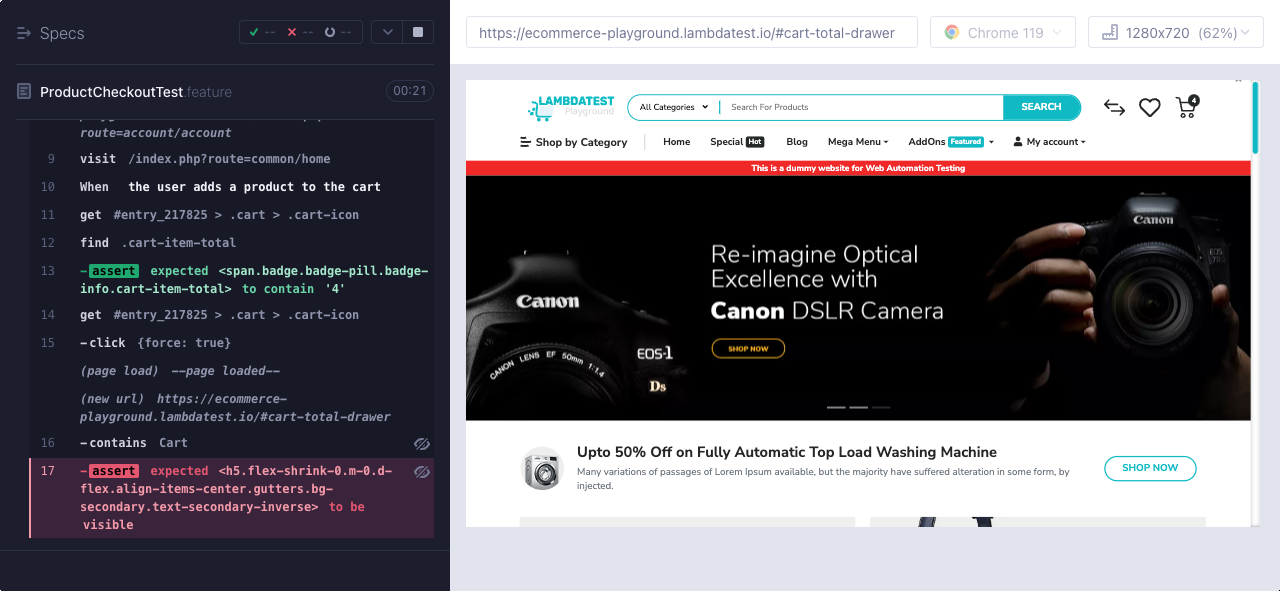 Specs
-- -- --
ProductCheckoutTest.feature 00:21
route=account/account
9 visit /index.php?route=common/home
10 When the user adds a product to the cart
11 get #entry_217825 > .cart > .cart-icon
12 find .cart-item-total
13 -assert expected <span.badge.badge-pill.badge-
info.cart-item-total> to contain '4'
14 get #entry_217825 > .cart > .cart-icon
15 -click {force: true}
(page load) --page loaded--
(new url) https://ecommerce-
playground.lambdatest.io/#cart-total-drawer
16 -contains Cart
17 -assert expected <h5.flex-shrink-0.m-0.d-
flex.align-items-center.gutters.bg-
secondary.text-secondary-inverse> to be
visible
https://ecommerce-playground.lambdatest.io/#cart-total-drawer
Chrome 119
1280x720 (62%)
LAMBDATEST
Playground
All Categories
Search For Products
SEARCH
4
Shop by Category
Home
Special Hot
Blog
Mega Menu
AddOns Featured
My account
This is a dummy website for Web Automation Testing
Re-imagine Optical
Excellence with
Canon DSLR Camera
SHOP NOW
Canon
CANON LENS EF 50mm 1:1.4
EOS-1
Ds
Canon
Upto 50% Off on Fully Automatic Top Load Washing Machine
Many variations of passages of Lorem Ipsum available, but the majority have suffered alteration in some form, by
injected.
SHOP NOW